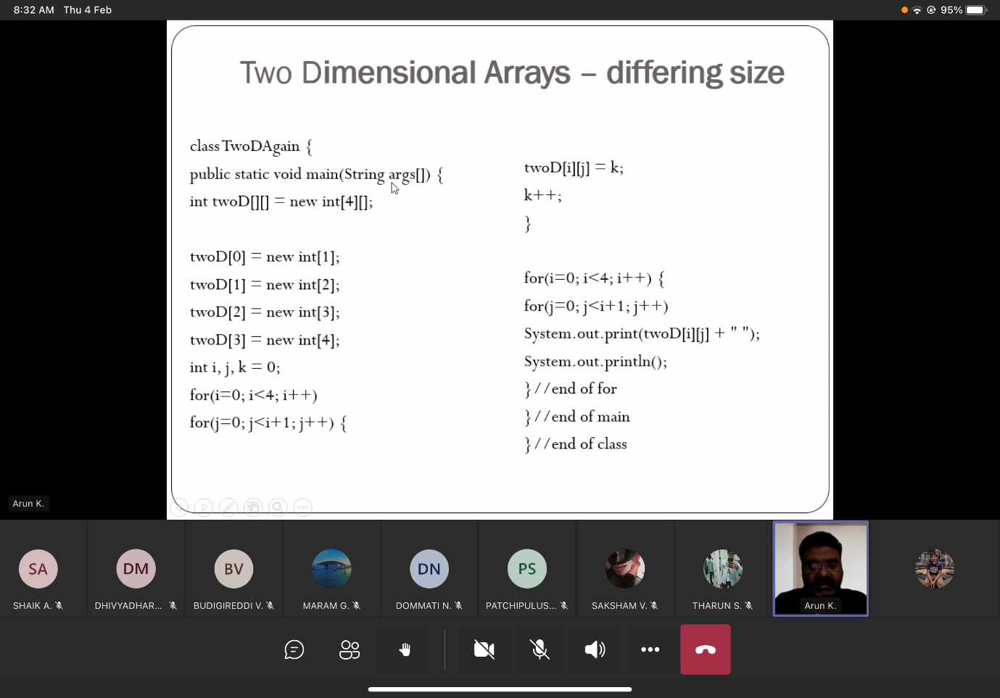 8:32 AM Thu 4 Feb
95%
Two Dimensional Arrays – differing size
class TwoDAgain {
public static void main(String args[]) {
int twoD[][] = new int[4][];
twoD[0] = new int[1];
twoD[1] = new int[2];
twoD[2] = new int[3];
twoD[3] = new int[4];
int i, j, k = 0;
for(i=0; i<4; i++)
for(j=0; j<i+1; j++) {
twoD[i][j] = k;
k++;
}
for(i=0; i<4; i++) {
for(j=0; j<i+1; j++)
System.out.print(twoD[i][j] + " ");
System.out.println();
}//end of for
}//end of main
}//end of class
Arun K.
SA
DM
BV
DN
PS
SHAIK A.
DHIVYADHAR...
BUDIGIREDDI V.
MARAM G.
DOMMATI N.
PATCHIPULUS...
SAKSHAM V.
THARUN S.
Arun K.